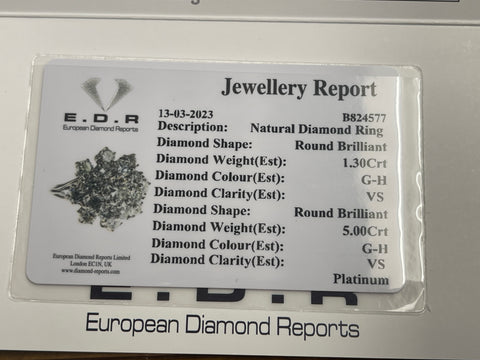 Jewellery Report
E.D.R
European Diamond Reports
13-03-2023 B824577
Description: Natural Diamond Ring
Diamond Shape: Round Brilliant
Diamond Weight(Est): 1.30Crt
Diamond Colour(Est): G-H
Diamond Clarity(Est): VS
Diamond Shape: Round Brilliant
Diamond Weight(Est): 5.00Crt
Diamond Colour(Est): G-H
Diamond Clarity(Est): VS
Platinum
European Diamond Reports Limited
London EC1N, UK
www.diamond-reports.com
E.D.R
European Diamond Reports